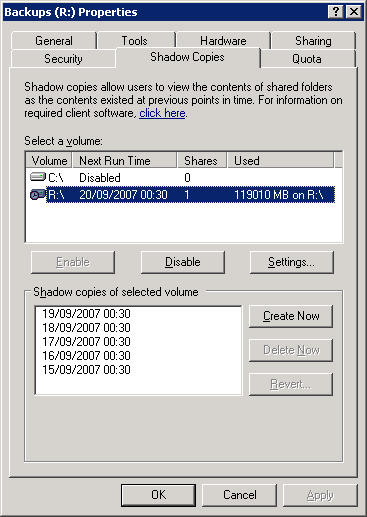 Backups (R:) Properties
General Tools Hardware Sharing
Security Shadow Copies Quota
Shadow copies allow users to view the contents of shared folders
as the contents existed at previous points in time. For information on
required client software, click here.
Select a volume:
Volume Next Run Time Shares Used
C:\ Disabled 0
R:\ 20/09/2007 00:30 1 119010 MB on R:\
Enable Disable Settings...
Shadow copies of selected volume
19/09/2007 00:30
18/09/2007 00:30
17/09/2007 00:30
16/09/2007 00:30
15/09/2007 00:30
Create Now
Delete Now
Revert...
OK Cancel Apply